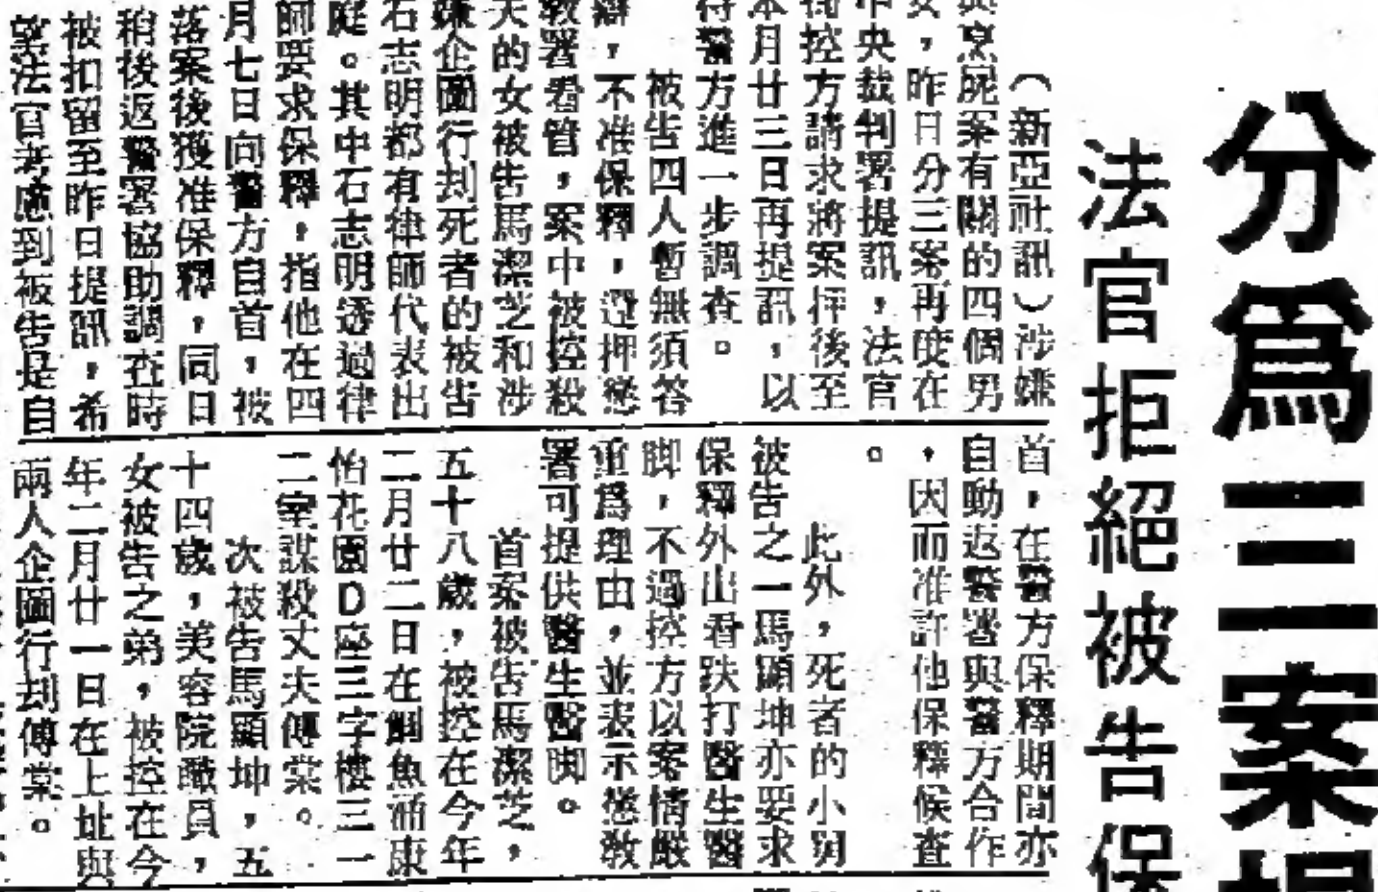 分爲三案提
法官拒絕被告保
（新亞社訊）涉嫌
與烹屍案有關的四個男
女，昨日分三案再度在
中央裁判署提訊，法官
控方請求將案押後至
本月廿三日再提訊，以
待警方進一步調查。
被告四人暫無須答
辯，不准保釋，還押懲
教署看管，案中被控殺
夫的女被告馬潔芝和涉
嫌企圖行刦死者的被告
石志明都有律師代表出
庭。其中石志明透過律
師要求保釋，指他在四
月七日向警方自首，被
落案後獲准保釋，同日
稍後返警署協助調查時
被扣留至昨日提訊，希
望法官考慮到被告是自
首，在警方保釋期間亦
自動返警署與警方合作
，因而准許他保釋候查
。
此外，死者的小舅
被告之一馬顯坤亦要求
保釋外出看跌打醫生醫
脚，不過控方以案情嚴
重爲理由，並表示懲教
署可提供醫生醫脚。
首案被告馬潔芝，
五十八歲，被控在今年
二月廿二日在鰂魚涌康
怡花園D座三字樓三一
二室謀殺丈夫傅棠。
次被告馬顯坤，五
十四歲，美容院職員，
女被告之弟，被控在今
年二月廿一日在上址與
兩人企圖行刦傅棠。